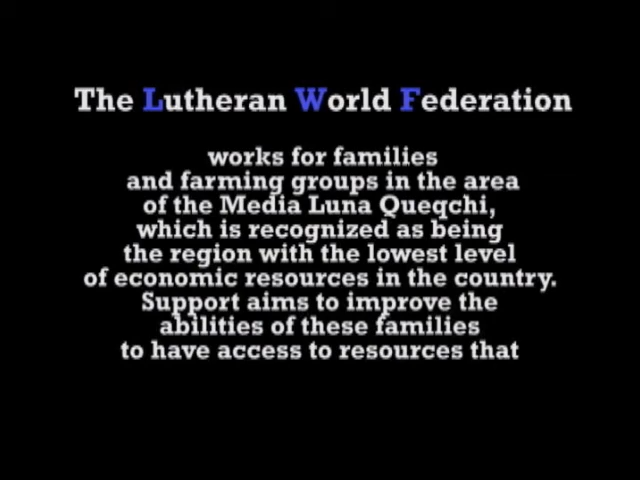 The Lutheran World Federation
works for families
and farming groups in the area
of the Media Luna Queqchi,
which is recognized as being
the region with the lowest level
of economic resources in the country.
Support aims to improve the
abilities of these families
to have access to resources that